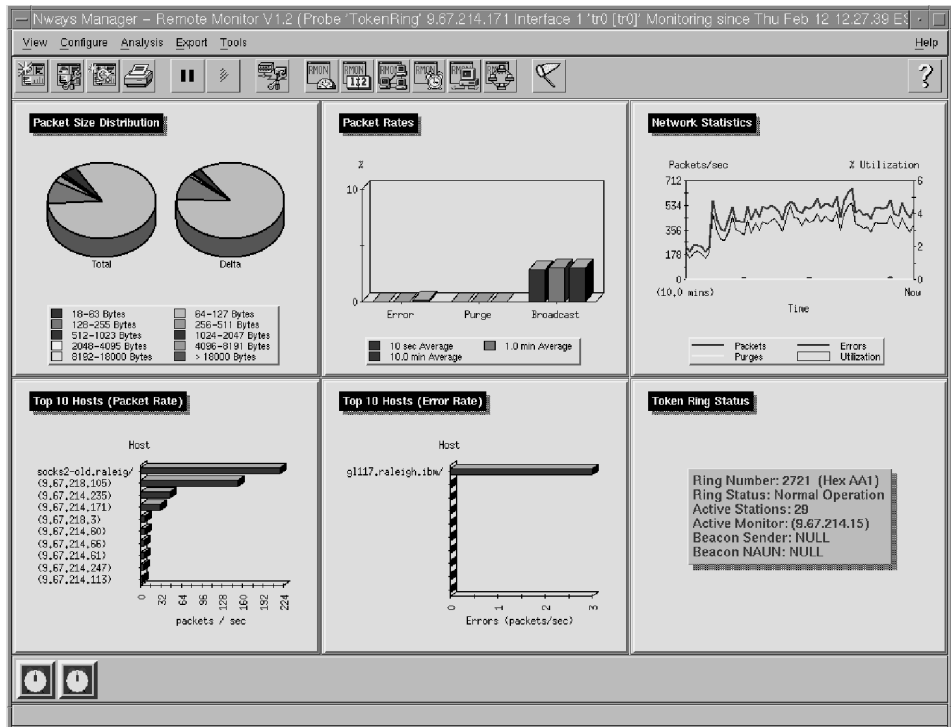 Nways Manager – Remote Monitor V1.2 (Probe 'TokenRing' 9.67.214.171 Interface 1 'tr0 [tr0]' Monitoring since Thu Feb 12 12.27.39 ES
View Configure Analysis Export Tools Help
RMON RMON RMON RMON RMON
Packet Size Distribution
Total
Delta
18-63 Bytes
64-127 Bytes
128-255 Bytes
256-511 Bytes
512-1023 Bytes
1024-2047 Bytes
2048-4095 Bytes
4096-8191 Bytes
8192-18000 Bytes
> 18000 Bytes
Packet Rates
%
10
0
Error
Purge
Broadcast
10 sec Average
1.0 min Average
10.0 min Average
Network Statistics
Packets/sec
% Utilization
712
534
356
178
0
6
4
2
0
(10.0 mins)
Now
Time
Packets
Errors
Purges
Utilization
Top 10 Hosts (Packet Rate)
Host
socks2-old.raleig/
(9.67.218.105)
(9.67.214.235)
(9.67.214.171)
(9.67.218.3)
(9.67.214.60)
(9.67.214.66)
(9.67.214.61)
(9.67.214.247)
(9.67.214.113)
0 32 64 96 128 160 192 224
packets / sec
Top 10 Hosts (Error Rate)
Host
gl117.raleigh.ibm/
0 1 2 3
Errors (packets/sec)
Token Ring Status
Ring Number: 2721 (Hex AA1)
Ring Status: Normal Operation
Active Stations: 29
Active Monitor: (9.67.214.15)
Beacon Sender: NULL
Beacon NAUN: NULL